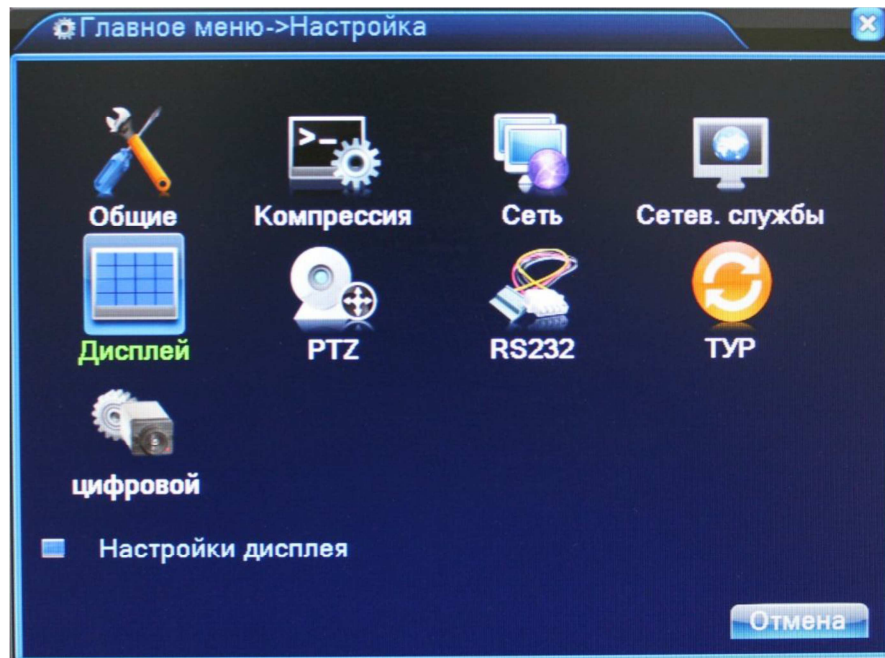 Главное меню->Настройка
Общие Компрессия Сеть Сетев. службы
Дисплей PTZ RS232 ТУР
цифровой
Настройки дисплея
Отмена